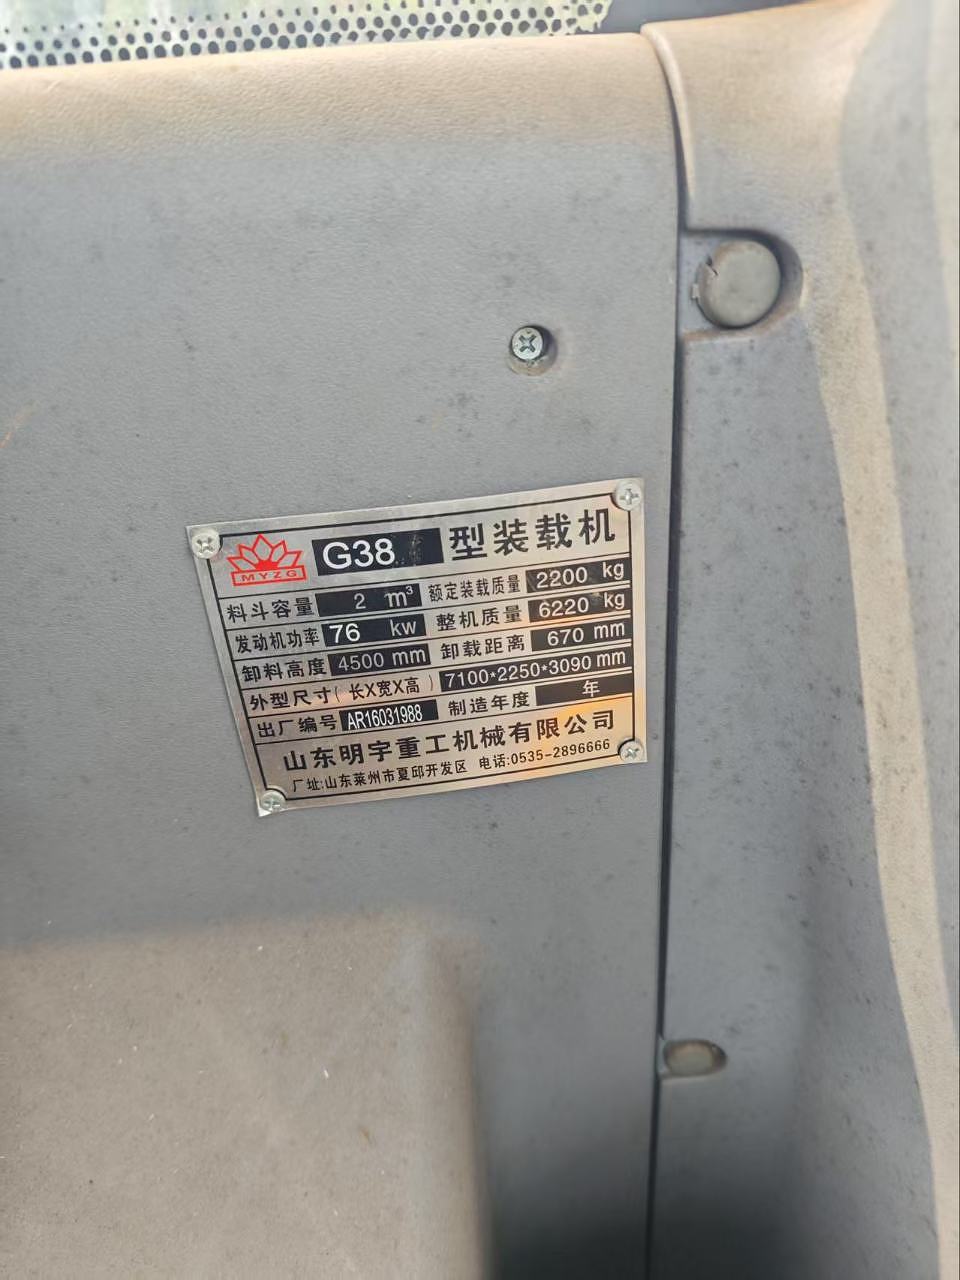 MYZG
G38 型装载机
料斗容量 2 m³ 额定装载质量 2200 kg
发动机功率 76 kw 整机质量 6220 kg
卸料高度 4500 mm 卸载距离 670 mm
外型尺寸(长X宽X高) 7100*2250*3090 mm
出厂编号 AR16031988 制造年度 年
山东明宇重工机械有限公司
厂址:山东莱州市夏邱开发区 电话:0535-2896666